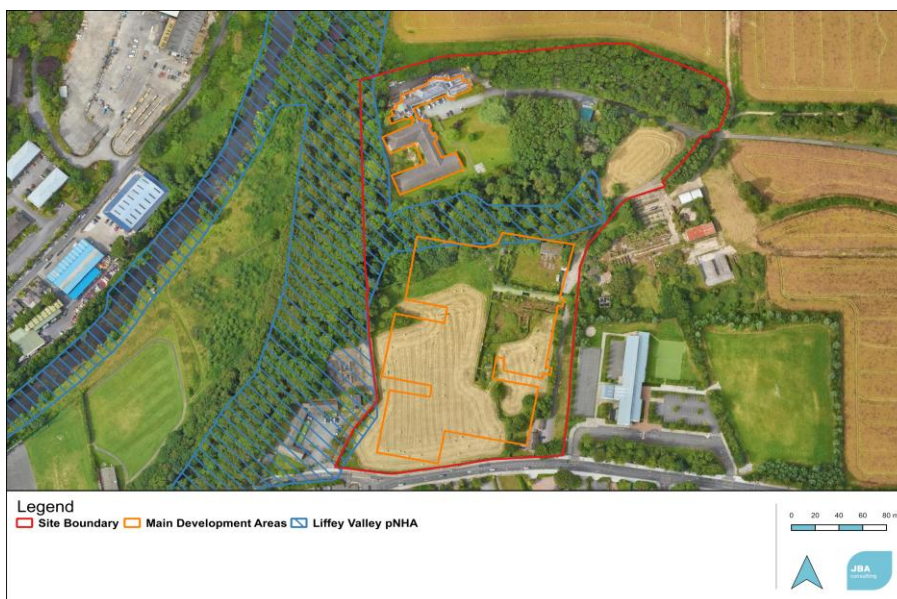 Legend
Site Boundary Main Development Areas Liffey Valley pNHA
0 20 40 60 80 m
JBA
consulting